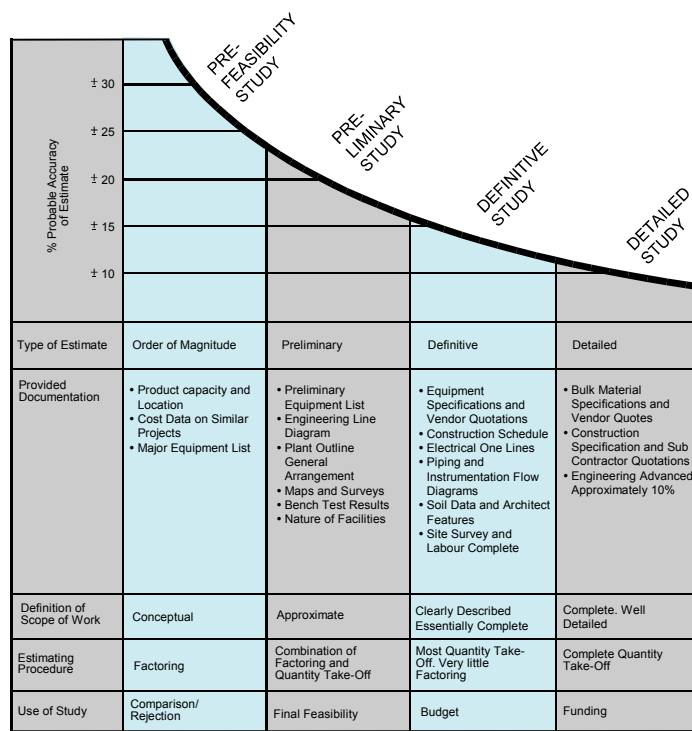 PRE-
FEASIBILITY
STUDY
PRE-
LIMINARY
STUDY
DEFINITIVE
STUDY
DETAILED
STUDY
% Probable Accuracy
of Estimate
± 30
± 25
± 20
± 15
± 10
Type of Estimate
Order of Magnitude
Preliminary
Definitive
Detailed
Provided
Documentation
• Product capacity and
Location
• Cost Data on Similar
Projects
• Major Equipment List
• Preliminary
Equipment List
• Engineering Line
Diagram
• Plant Outline
General
Arrangement
• Maps and Surveys
• Bench Test Results
• Nature of Facilities
• Equipment
Specifications and
Vendor Quotations
• Construction Schedule
• Electrical One Lines
• Piping and
Instrumentation Flow
Diagrams
• Soil Data and Architect
Features
• Site Survey and
Labour Complete
• Bulk Material
Specifications and
Vendor Quotes
• Construction
Specification and Sub
Contractor Quotations
• Engineering Advanced
Approximately 10%
Definition of
Scope of Work
Conceptual
Approximate
Clearly Described
Essentially Complete
Complete. Well
Detailed
Estimating
Procedure
Factoring
Combination of
Factoring and
Quantity Take-Off
Most Quantity Take-
Off. Very little
Factoring
Complete Quantity
Take-Off
Use of Study
Comparison/
Rejection
Final Feasibility
Budget
Funding